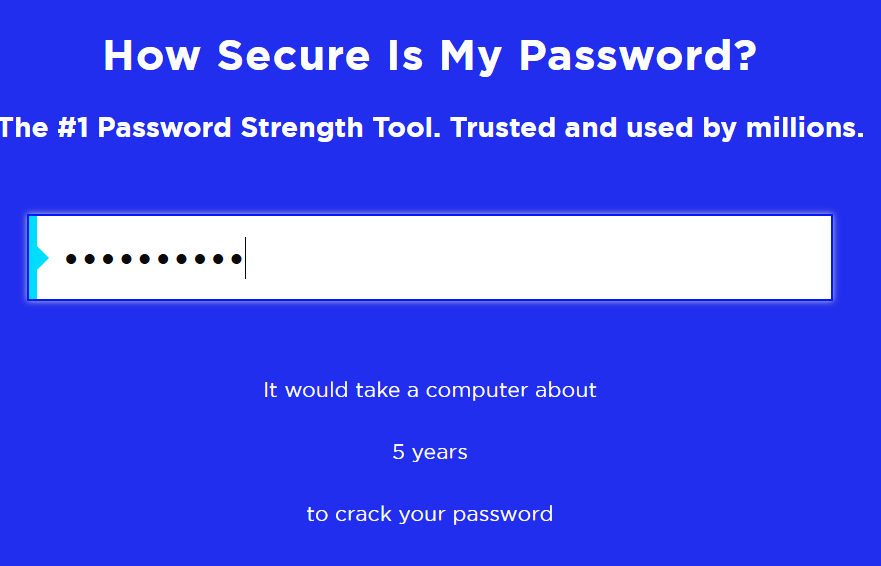 How Secure Is My Password?
The #1 Password Strength Tool. Trusted and used by millions.
••••••••••
It would take a computer about
5 years
to crack your password